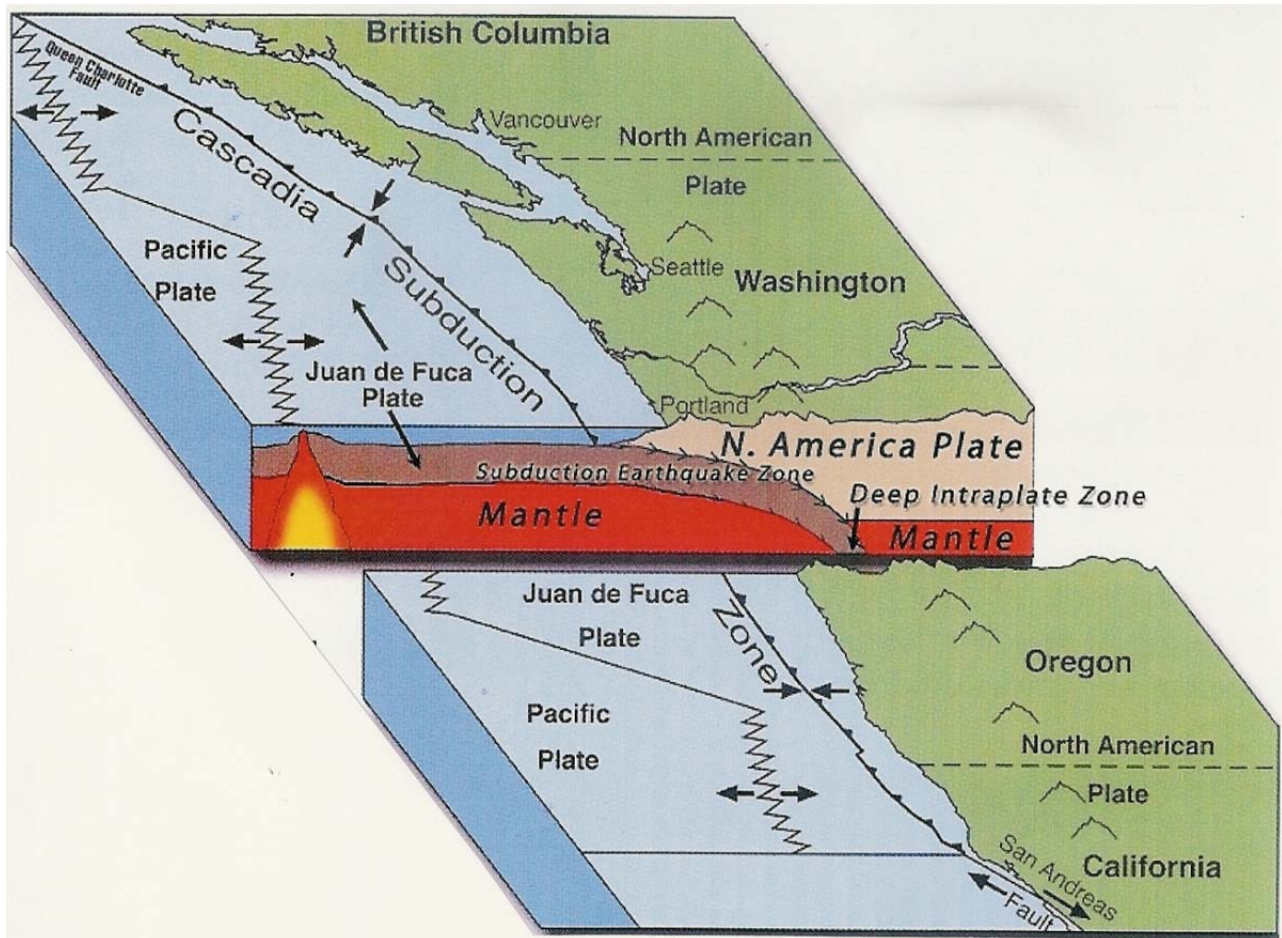 British Columbia
Queen Charlotte
Fault
Vancouver
North American
Plate
Cascadia
Subduction
Pacific
Plate
Seattle
Washington
Juan de Fuca
Plate
Portland
N. America Plate
Subduction Earthquake Zone
Deep Intraplate Zone
Mantle
Mantle
Juan de Fuca
Plate
Zone
Oregon
Pacific
Plate
North American
Plate
California
San Andreas
Fault